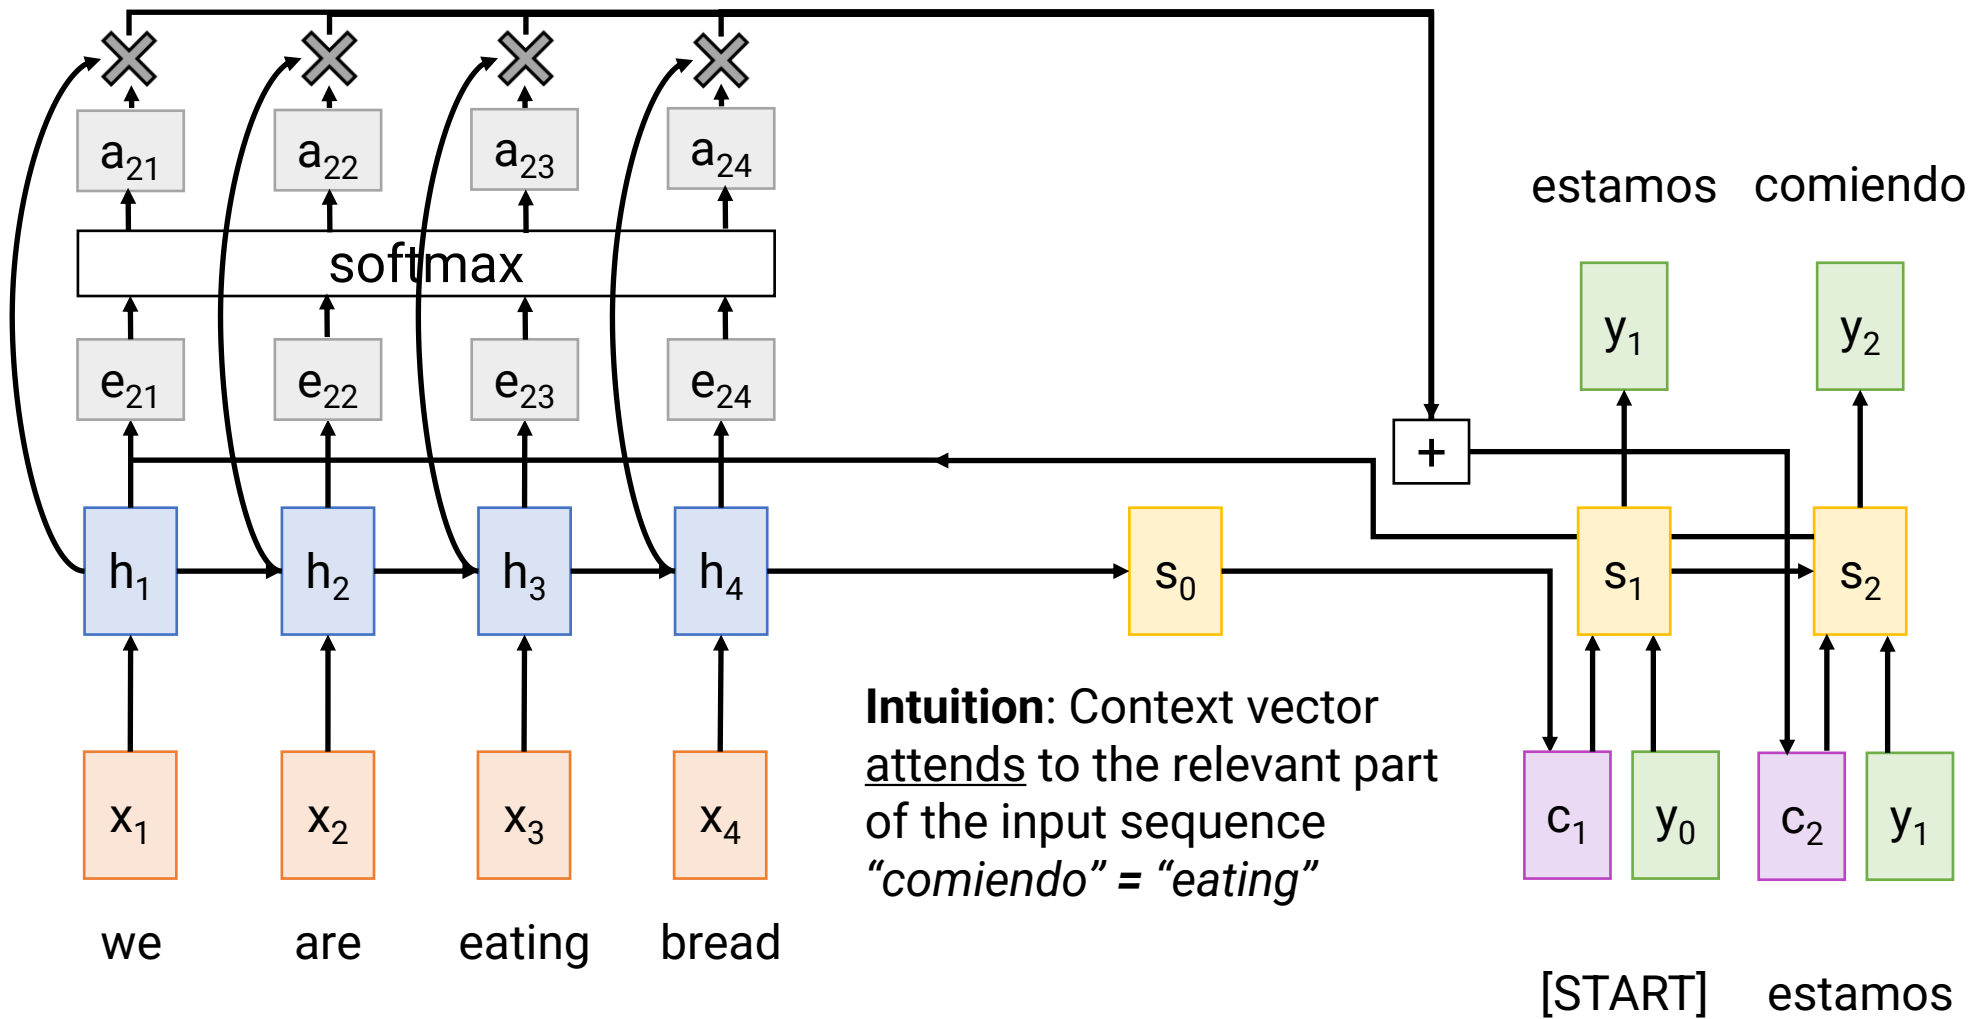 a21 a22 a23 a24
estamos comiendo
softmax
y1 y2
e21 e22 e23 e24
+
h1 h2 h3 h4 s0 s1 s2
Intuition: Context vector
attends to the relevant part
of the input sequence
“comiendo” = “eating”
x1 x2 x3 x4 c1 y0 c2 y1
we are eating bread
[START] estamos